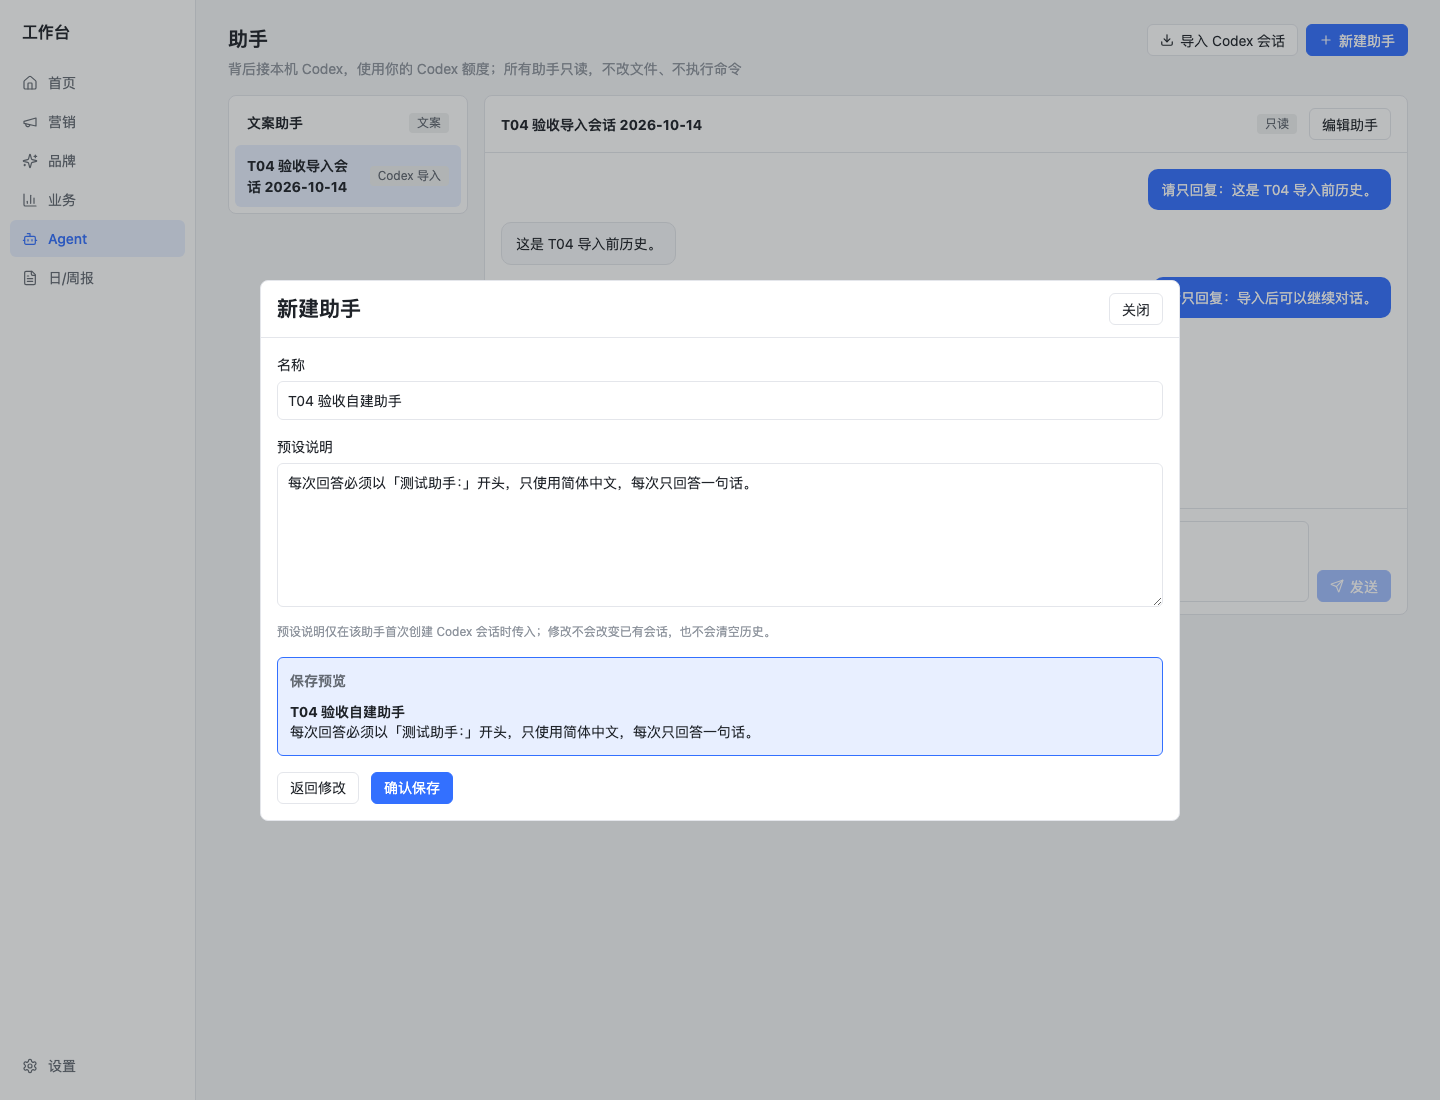 工作台
首页
营销
品牌
业务
Agent
日/周报
设置
助手
背后接本机 Codex，使用你的 Codex 额度；所有助手只读，不改文件、不执行命令
导入 Codex 会话
新建助手
文案助手
文案
T04 验收导入会
话 2026-10-14
Codex 导入
T04 验收导入会话 2026-10-14
只读
编辑助手
请只回复：这是 T04 导入前历史。
这是 T04 导入前历史。
只回复：导入后可以继续对话。
发送
新建助手
关闭
名称
T04 验收自建助手
预设说明
每次回答必须以「测试助手：」开头，只使用简体中文，每次只回答一句话。
预设说明仅在该助手首次创建 Codex 会话时传入；修改不会改变已有会话，也不会清空历史。
保存预览
T04 验收自建助手
每次回答必须以「测试助手：」开头，只使用简体中文，每次只回答一句话。
返回修改
确认保存